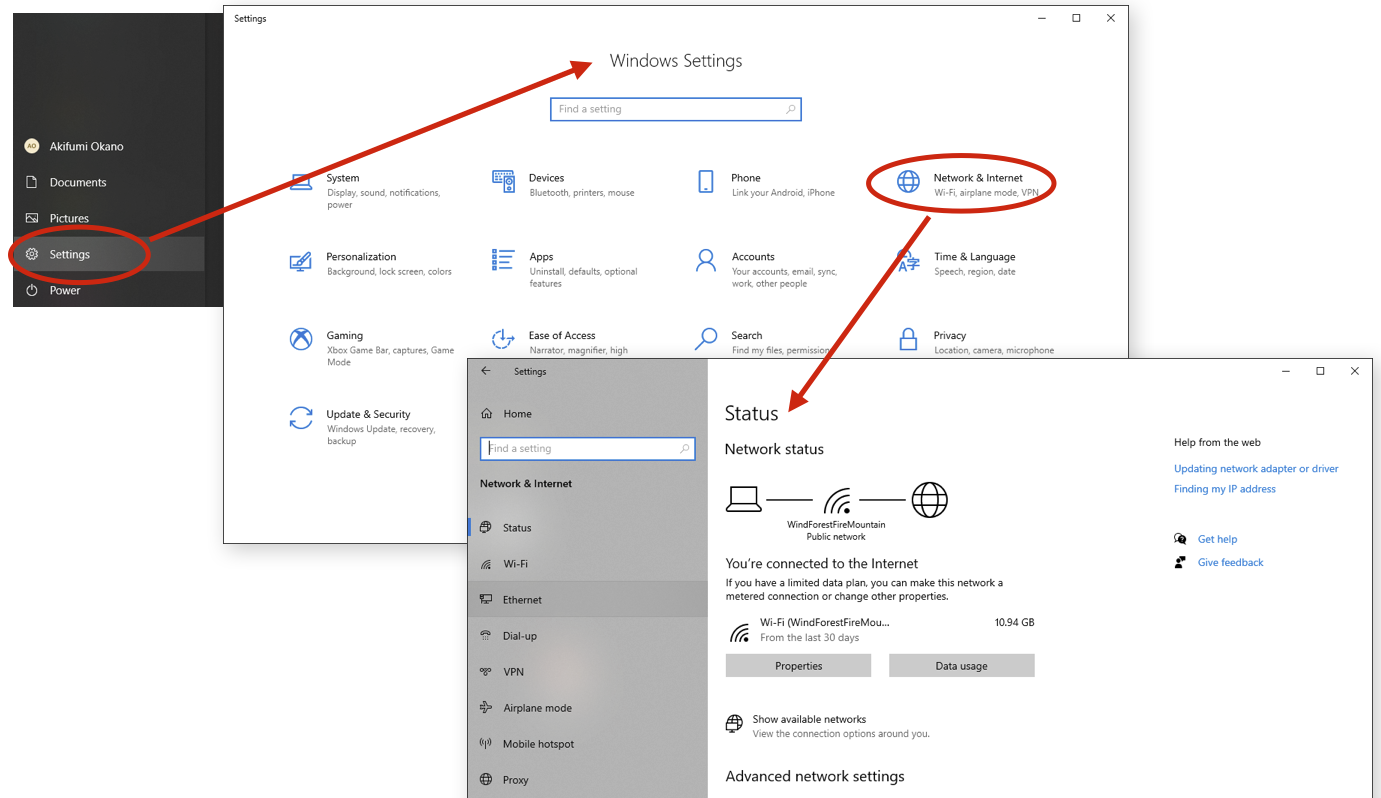 AO
Akifumi Okano
Documents
Pictures
Settings
Power
Settings
Windows Settings
Find a setting
System
Display, sound, notifications,
power
Devices
Bluetooth, printers, mouse
Phone
Link your Android, iPhone
Network & Internet
Wi-Fi, airplane mode, VPN
Personalization
Background, lock screen, colors
Apps
Uninstall, defaults, optional
features
Accounts
Your accounts, email, sync,
work, other people
Time & Language
Speech, region, date
Gaming
Xbox Game Bar, captures, Game
Mode
Ease of Access
Narrator, magnifier, high
Search
Find my files, permissions
Privacy
Location, camera, microphone
Update & Security
Windows Update, recovery,
backup
Settings
Home
Find a setting
Network & Internet
Status
Wi-Fi
Ethernet
Dial-up
VPN
Airplane mode
Mobile hotspot
Proxy
Status
Network status
WindForestFireMountain
Public network
You're connected to the Internet
If you have a limited data plan, you can make this network a
metered connection or change other properties.
Wi-Fi (WindForestFireMou...
10.94 GB
From the last 30 days
Properties
Data usage
Show available networks
View the connection options around you.
Advanced network settings
Help from the web
Updating network adapter or driver
Finding my IP address
Get help
Give feedback